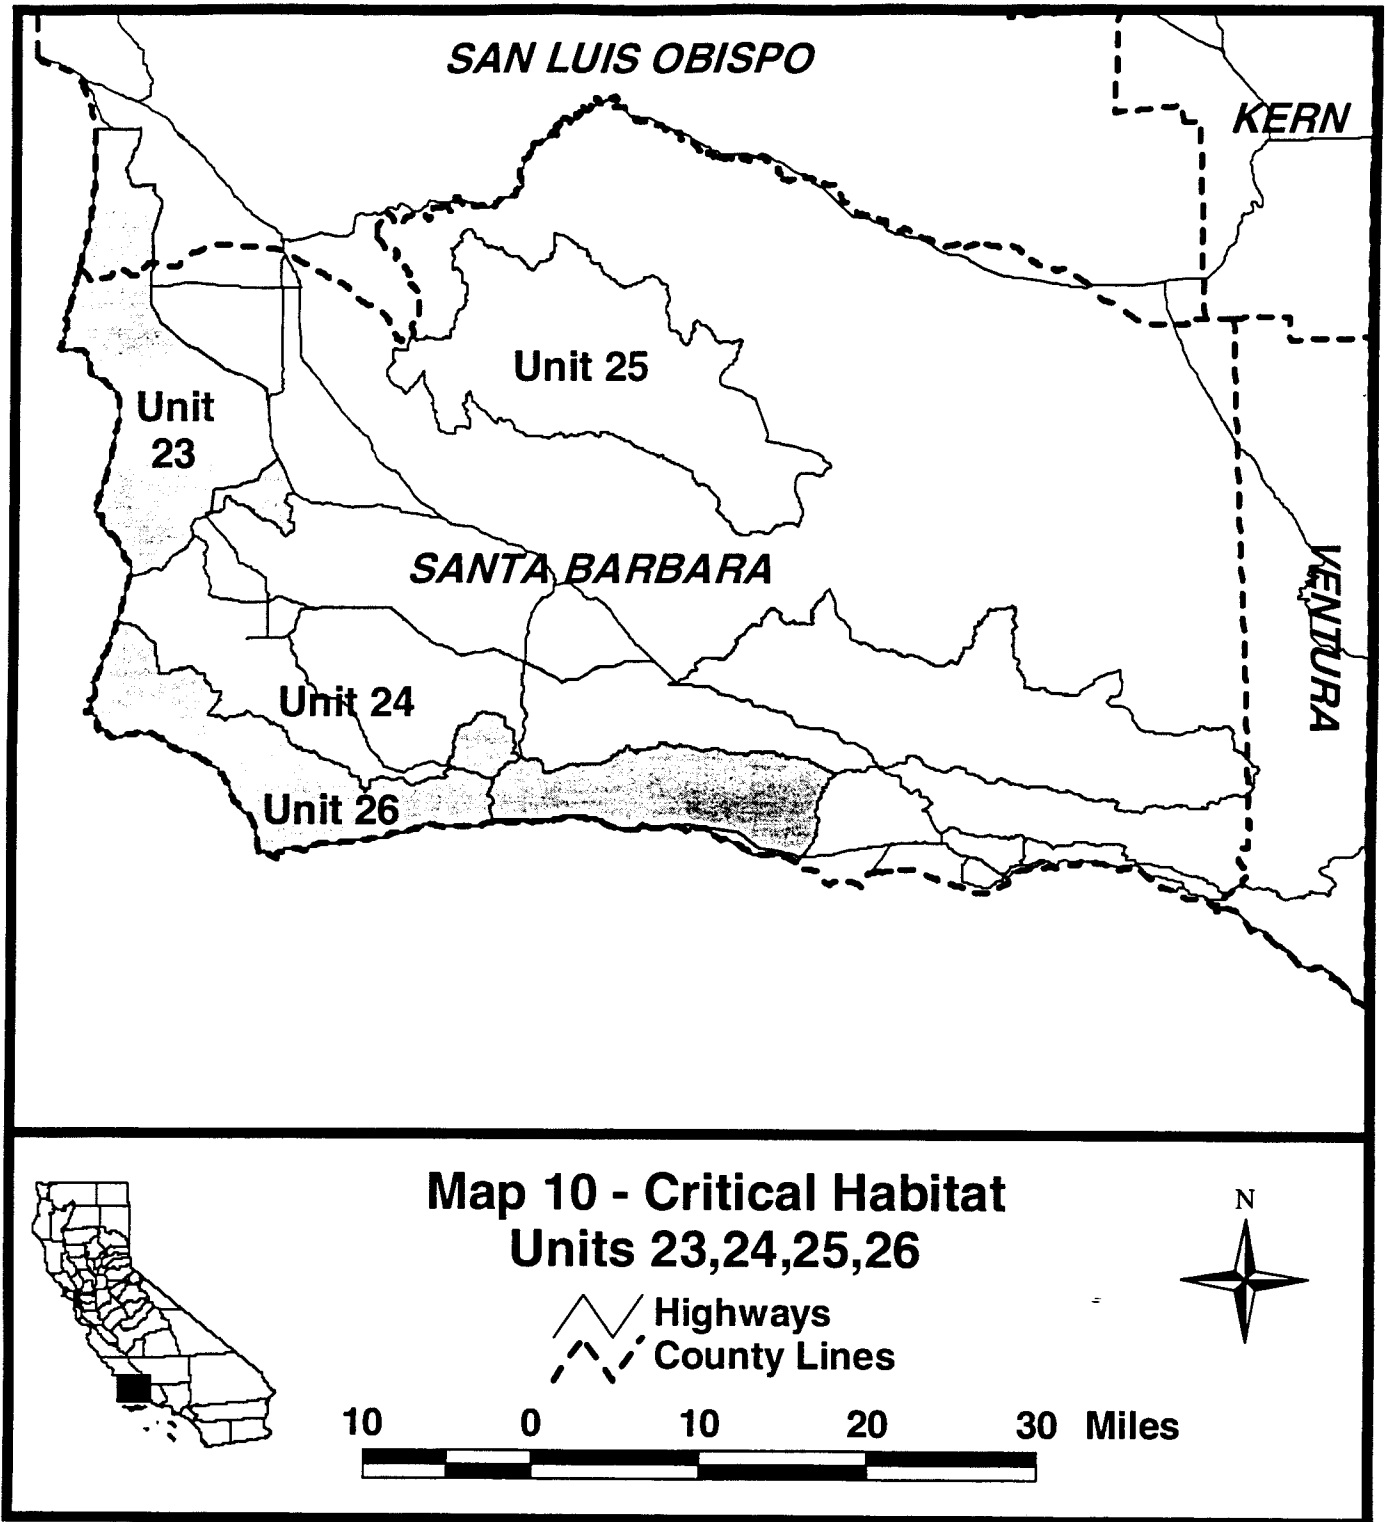 SAN LUIS OBISPO
KERN
Unit 25
Unit
23
SANTA BARBARA
VENTURA
Unit 24
Unit 26
Map 10 - Critical Habitat
Units 23,24,25,26
N
Highways
County Lines
10 0 10 20 30 Miles